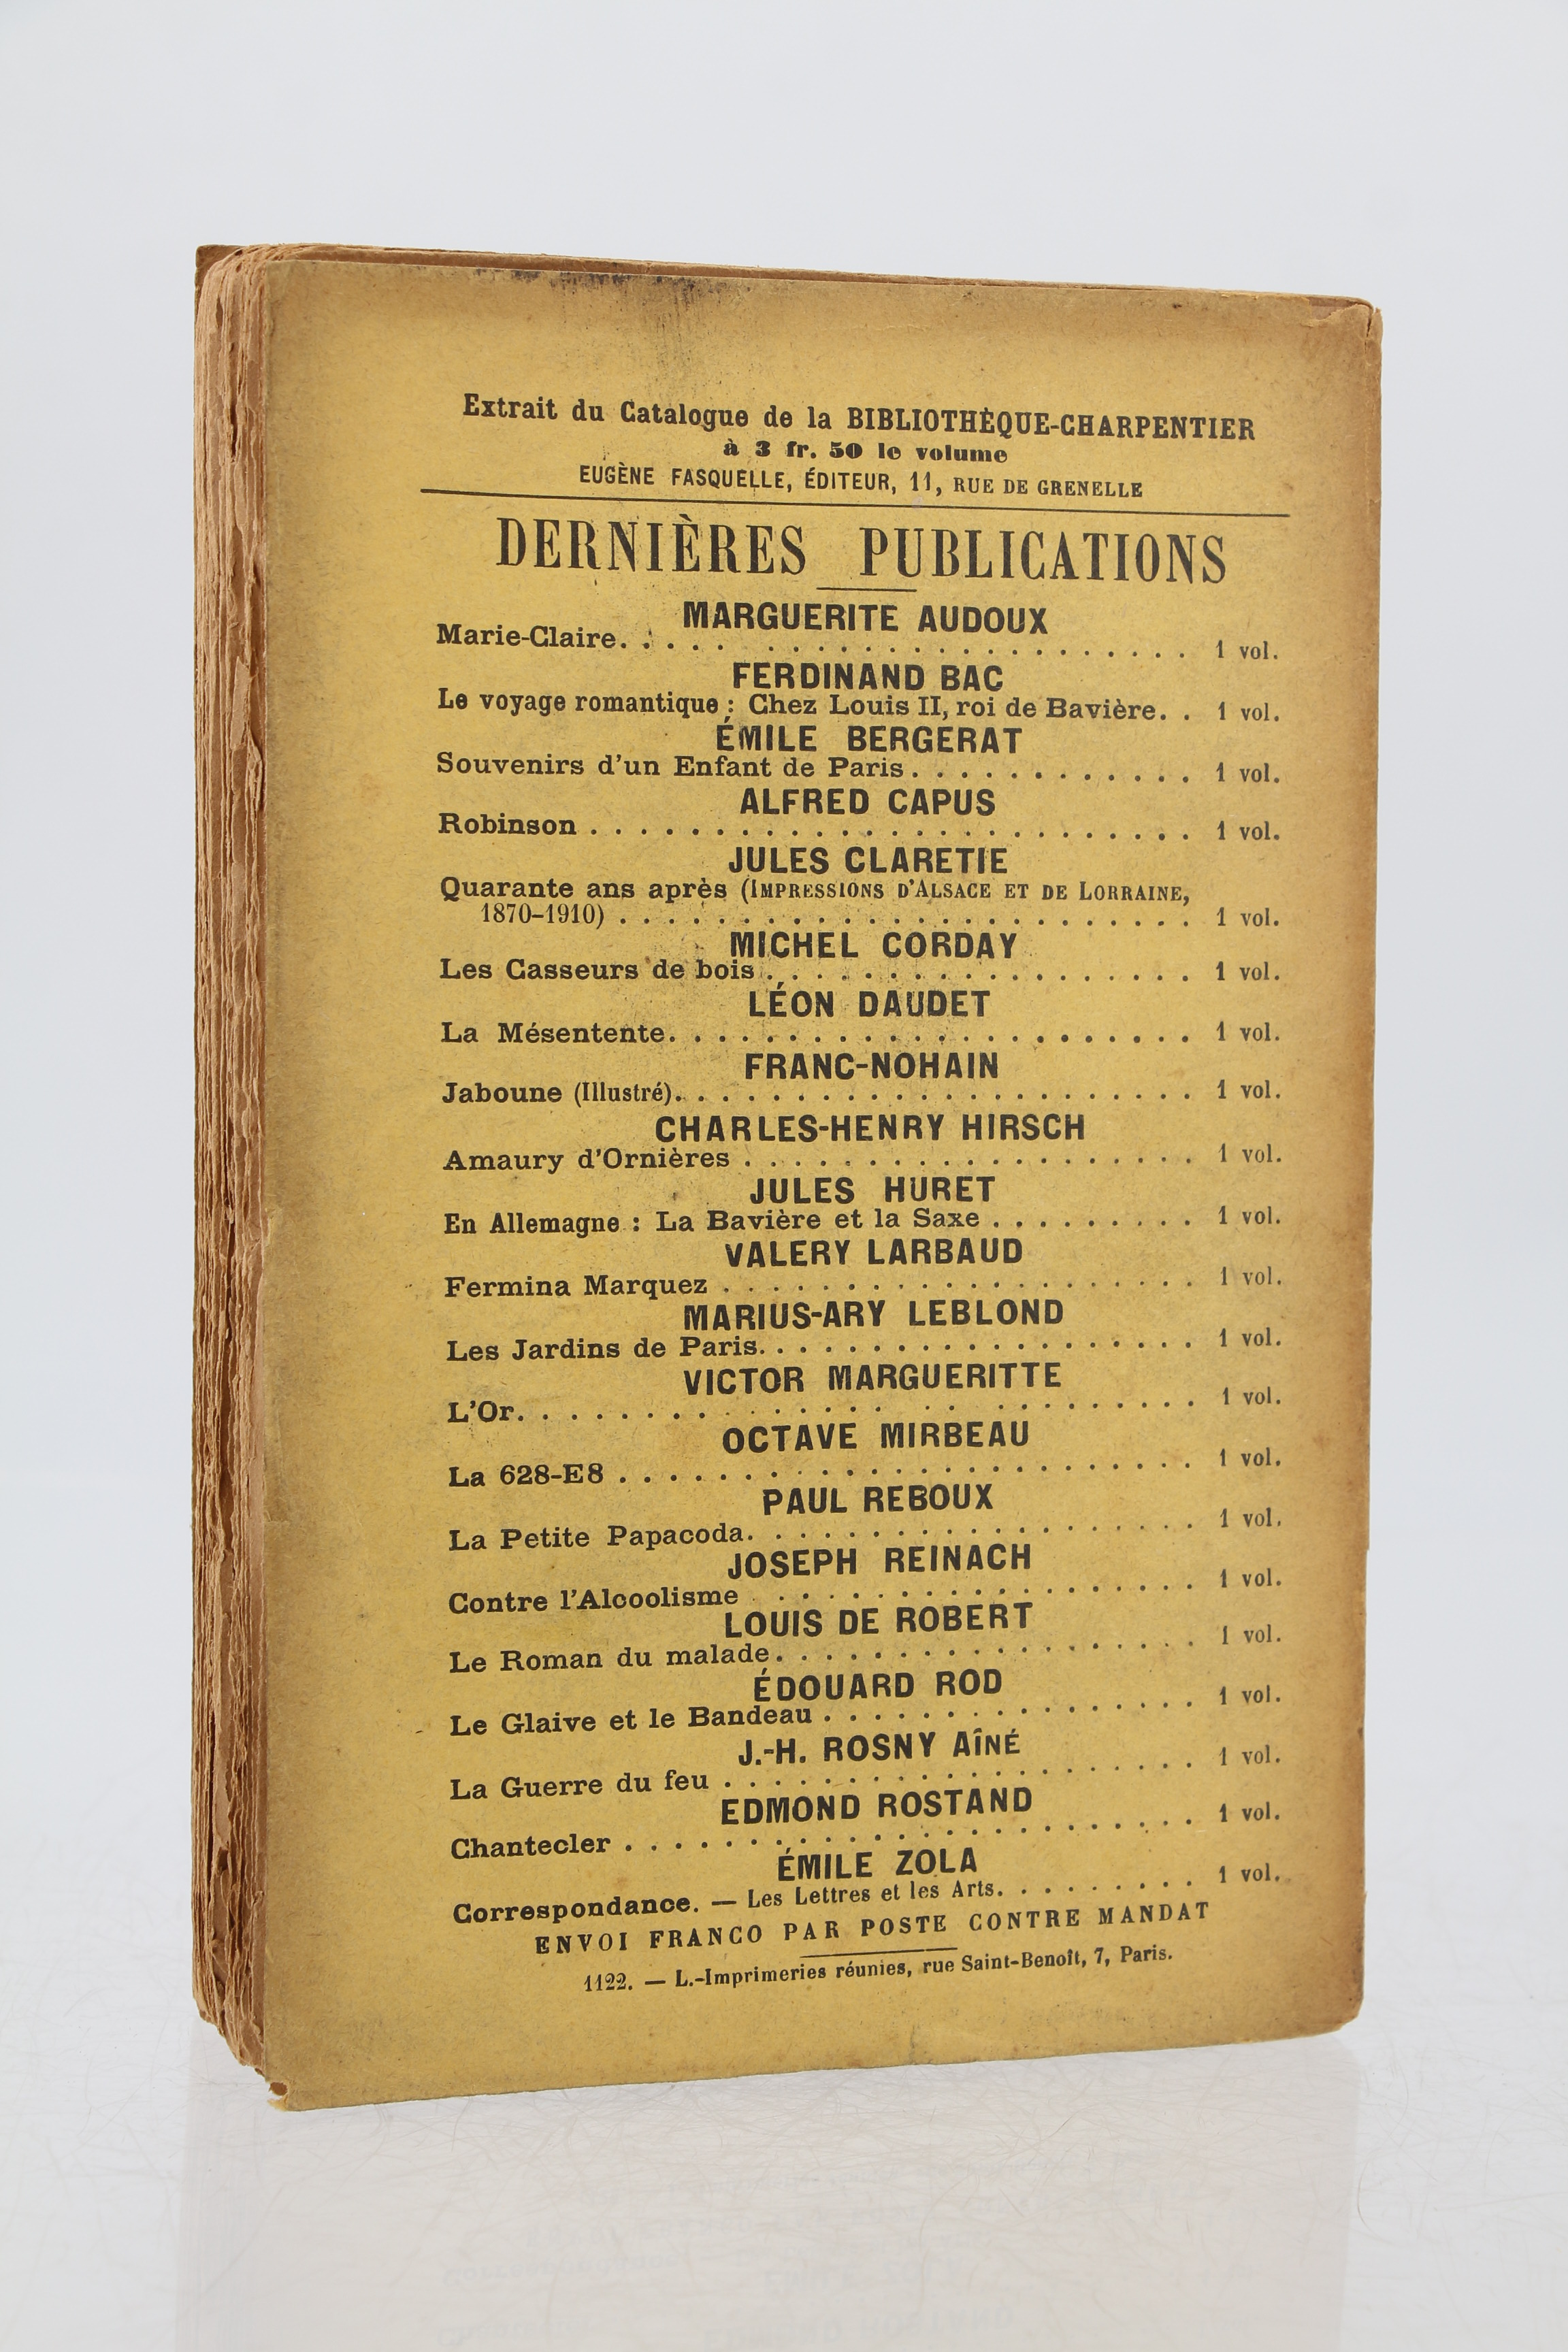 Extrait du Catalogue de la BIBLIOTHÈQUE-CHARPENTIER
à 3 fr. 50 le volume
EUGÈNE FASQUELLE, ÉDITEUR, 11, RUE DE GRENELLE
DERNIÈRES PUBLICATIONS
MARGUERITE AUDOUX
Marie-Claire. . . . . . . . . . . . . . . . . . . . . . . 1 vol.
FERDINAND BAC
Le voyage romantique : Chez Louis II, roi de Bavière. . 1 vol.
ÉMILE BERGERAT
Souvenirs d'un Enfant de Paris. . . . . . . . . . . . 1 vol.
ALFRED CAPUS
Robinson . . . . . . . . . . . . . . . . . . . . . . . . . 1 vol.
JULES CLARETIE
Quarante ans après (IMPRESSIONS D'ALSACE ET DE LORRAINE,
1870-1910) . . . . . . . . . . . . . . . . . . . . . . . 1 vol.
MICHEL CORDAY
Les Casseurs de bois . . . . . . . . . . . . . . . . . 1 vol.
LÉON DAUDET
La Mésentente. . . . . . . . . . . . . . . . . . . . . . 1 vol.
FRANC-NOHAIN
Jaboune (Illustré). . . . . . . . . . . . . . . . . . . . . 1 vol.
CHARLES-HENRY HIRSCH
Amaury d'Ornières . . . . . . . . . . . . . . . . . . 1 vol.
JULES HURET
En Allemagne : La Bavière et la Saxe . . . . . . . . . 1 vol.
VALERY LARBAUD
Fermina Marquez . . . . . . . . . . . . . . . . . . . 1 vol.
MARIUS-ARY LEBLOND
Les Jardins de Paris. . . . . . . . . . . . . . . . . . 1 vol.
VICTOR MARGUERITTE
L'Or. . . . . . . . . . . . . . . . . . . . . . . . . . . 1 vol.
OCTAVE MIRBEAU
La 628-E8 . . . . . . . . . . . . . . . . . . . . . . . . 1 vol.
PAUL REBOUX
La Petite Papacoda. . . . . . . . . . . . . . . . . . . 1 vol.
JOSEPH REINACH
Contre l'Alcoolisme . . . . . . . . . . . . . . . . . . 1 vol.
LOUIS DE ROBERT
Le Roman du malade. . . . . . . . . . . . . . . . . . 1 vol.
ÉDOUARD ROD
Le Glaive et le Bandeau . . . . . . . . . . . . . . . 1 vol.
J.-H. ROSNY AÎNÉ
La Guerre du feu . . . . . . . . . . . . . . . . . . . 1 vol.
EDMOND ROSTAND
Chantecler . . . . . . . . . . . . . . . . . . . . . . . 1 vol.
ÉMILE ZOLA
Correspondance. — Les Lettres et les Arts. . . . . . . . . 1 vol.
ENVOI FRANCO PAR POSTE CONTRE MANDAT
1122. — L.-Imprimeries réunies, rue Saint-Benoît, 7, Paris.